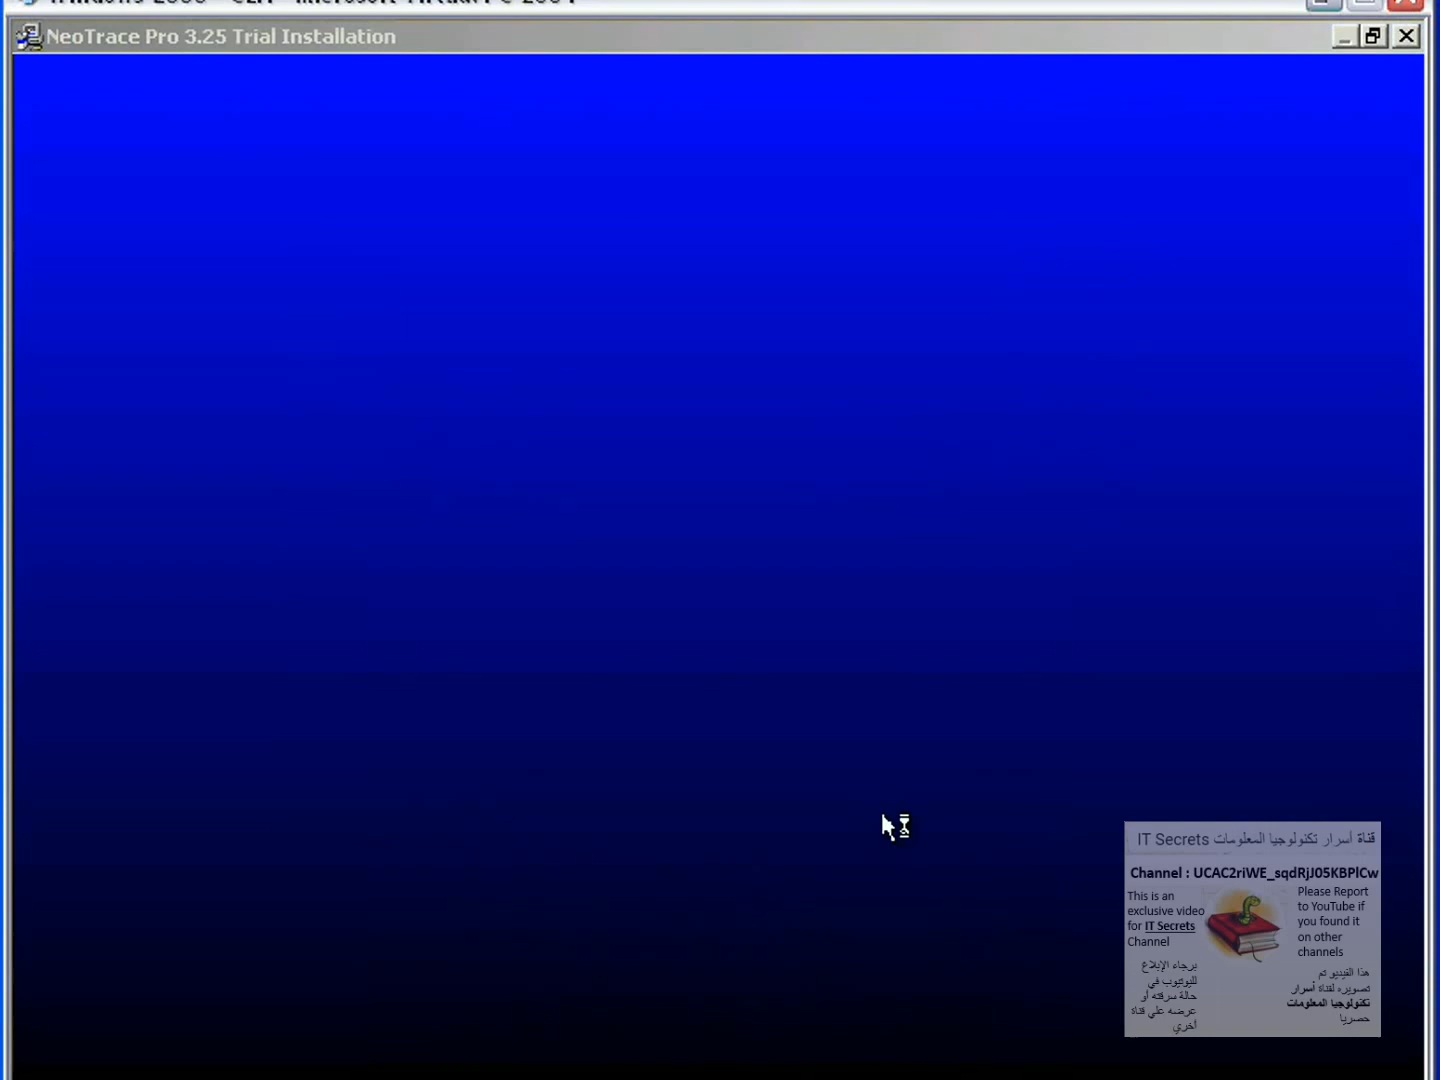 NeoTrace Pro 3.25 Trial Installation
قناة أسرار تكنولوجيا المعلومات IT Secrets
Channel : UCAC2riWE_sqdRjJ05KBPlCw
This is an
exclusive video
for IT Secrets
Channel
Please Report
to YouTube if
you found it
on other
channels
برجاء الإبلاغ
لليوتيوب في
حالة سرقته أو
عرضه علي قناة
أخري
هذا الفيديو تم
تصويره لقناة أسرار
تكنولوجيا المعلومات
حصريا